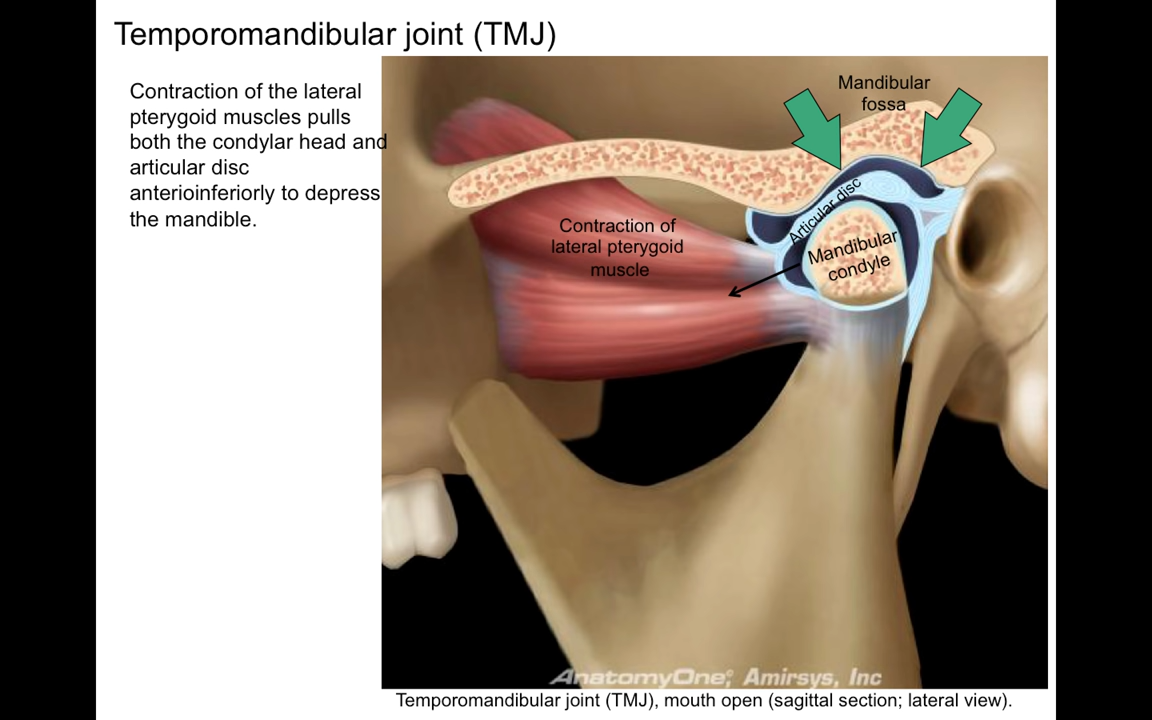 Temporomandibular joint (TMJ)
Contraction of the lateral
pterygoid muscles pulls
both the condylar head and
articular disc
anterioinferiorly to depress
the mandible.
Mandibular
fossa
Articular disc
Mandibular
condyle
Contraction of
lateral pterygoid
muscle
AnatomyOne®, Amirsys, Inc
Temporomandibular joint (TMJ), mouth open (sagittal section; lateral view).